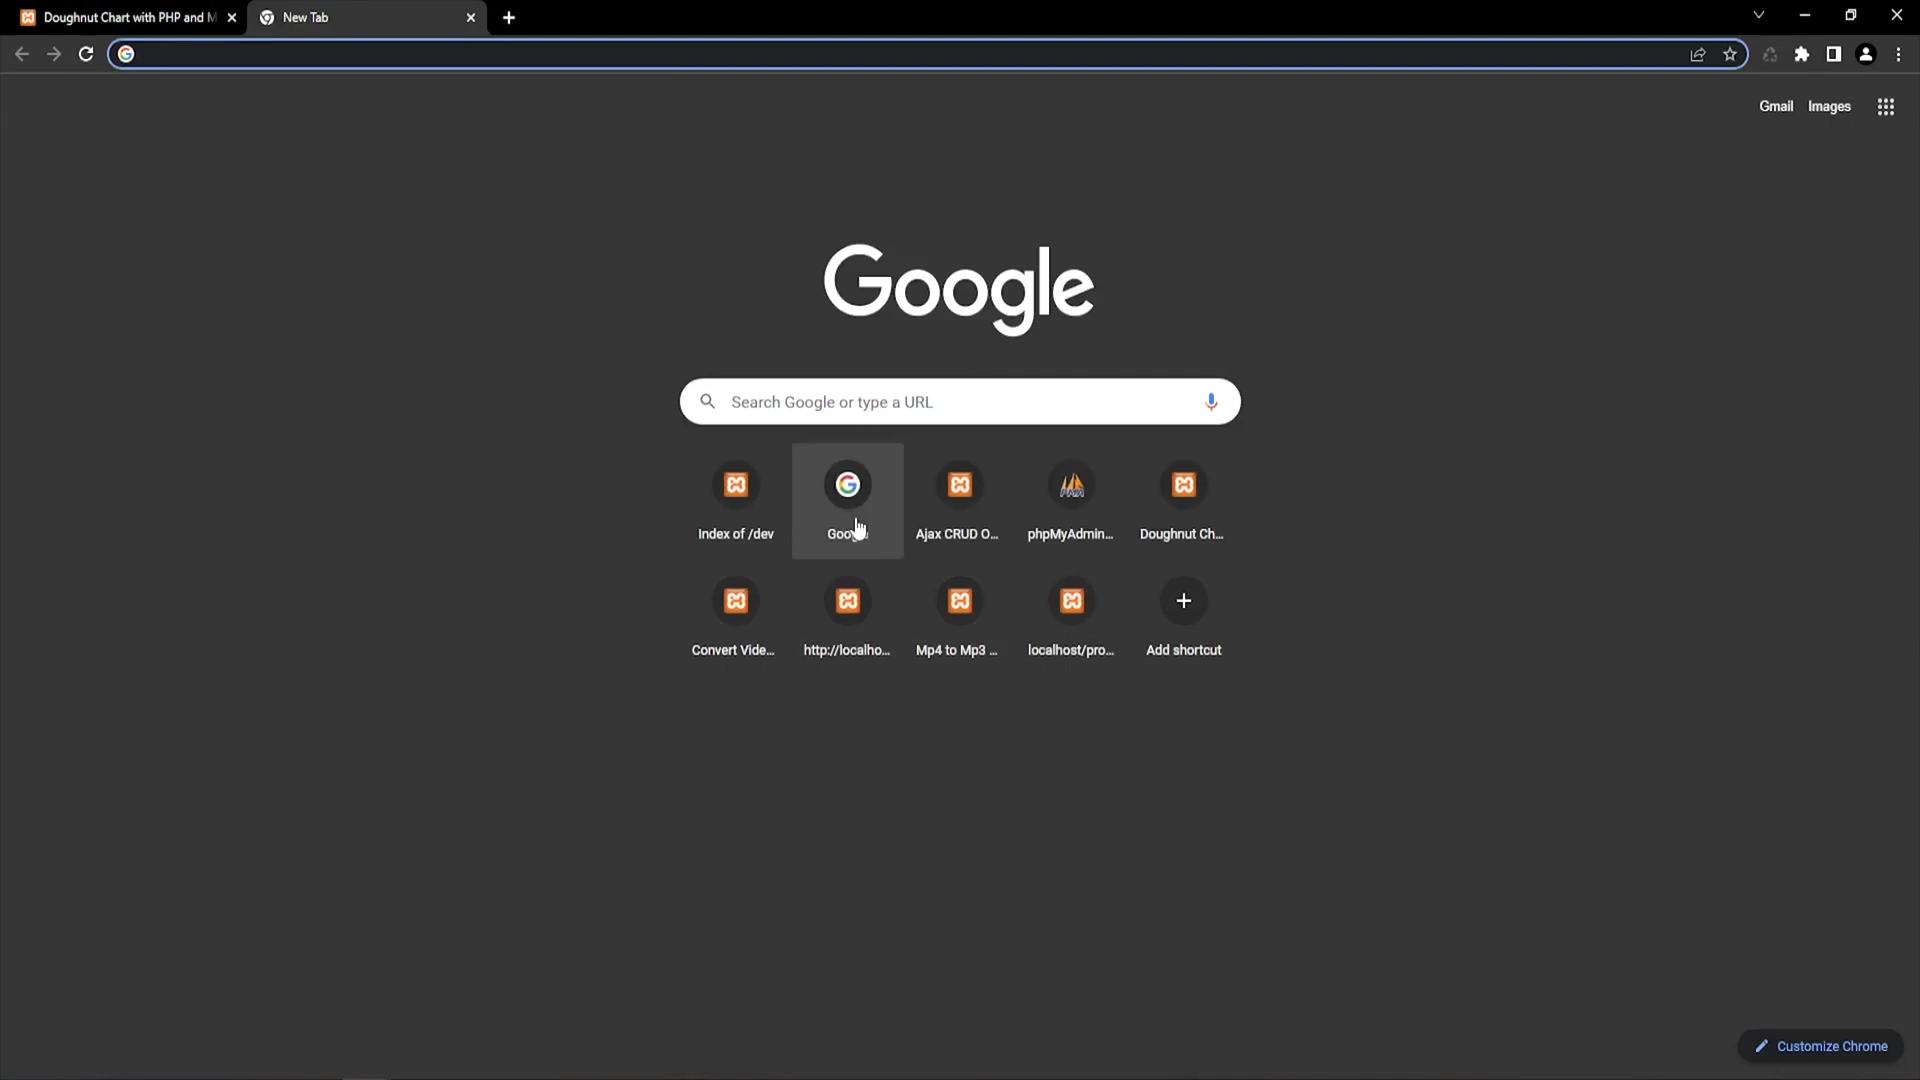 Doughnut Chart with PHP and M
New Tab
Gmail Images
Google
Search Google or type a URL
Index of /dev
Ajax CRUD O...
phpMyAdmin...
Doughnut Ch...
Convert Vide...
http://localho...
Mp4 to Mp3 ...
localhost/pro...
Add shortcut
Customize Chrome